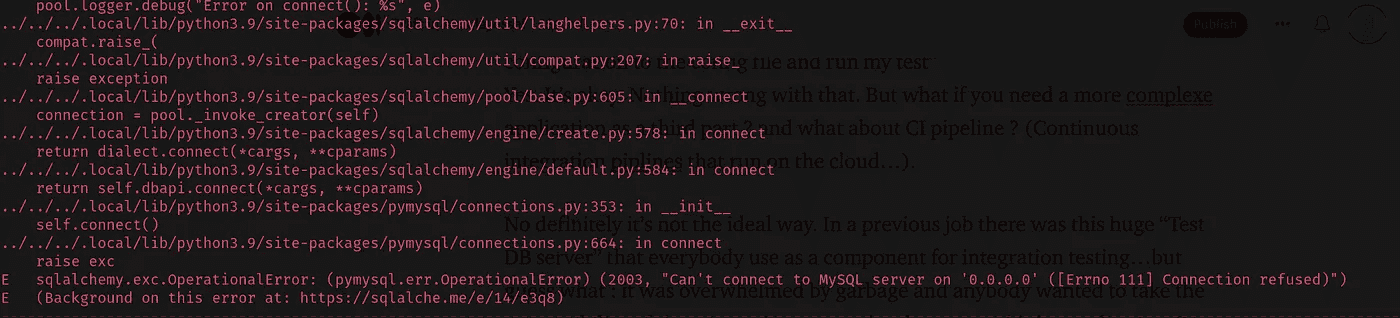 pool.logger.debug("Error on connect(): %s", e)
../../../.local/lib/python3.9/site-packages/sqlalchemy/util/langhelpers.py:70: in __exit__
compat.raise_(
../../../.local/lib/python3.9/site-packages/sqlalchemy/util/compat.py:207: in raise_
raise exception
../../../.local/lib/python3.9/site-packages/sqlalchemy/pool/base.py:605: in __connect
connection = pool._invoke_creator(self)
../../../.local/lib/python3.9/site-packages/sqlalchemy/engine/create.py:578: in connect
return dialect.connect(*cargs, **cparams)
../../../.local/lib/python3.9/site-packages/sqlalchemy/engine/default.py:584: in connect
return self.dbapi.connect(*cargs, **cparams)
../../../.local/lib/python3.9/site-packages/pymysql/connections.py:353: in __init__
self.connect()
../../../.local/lib/python3.9/site-packages/pymysql/connections.py:664: in connect
raise exc
E sqlalchemy.exc.OperationalError: (pymysql.err.OperationalError) (2003, "Can't connect to MySQL server on '0.0.0.0' ([Errno 111] Connection refused)")
E (Background on this error at: https://sqlalche.me/e/14/e3q8)
Publish
file and run my test
with that. But what if you need a more complexe
and what about CI pipeline ? (Continuous
integration piplines that run on the cloud...).
No definitely it's not the ideal way. In a previous job there was this huge “Test
DB server” that everybody use as a component for integration testing...but
what : it was overwhelmed by garbage and anybody wanted to take the